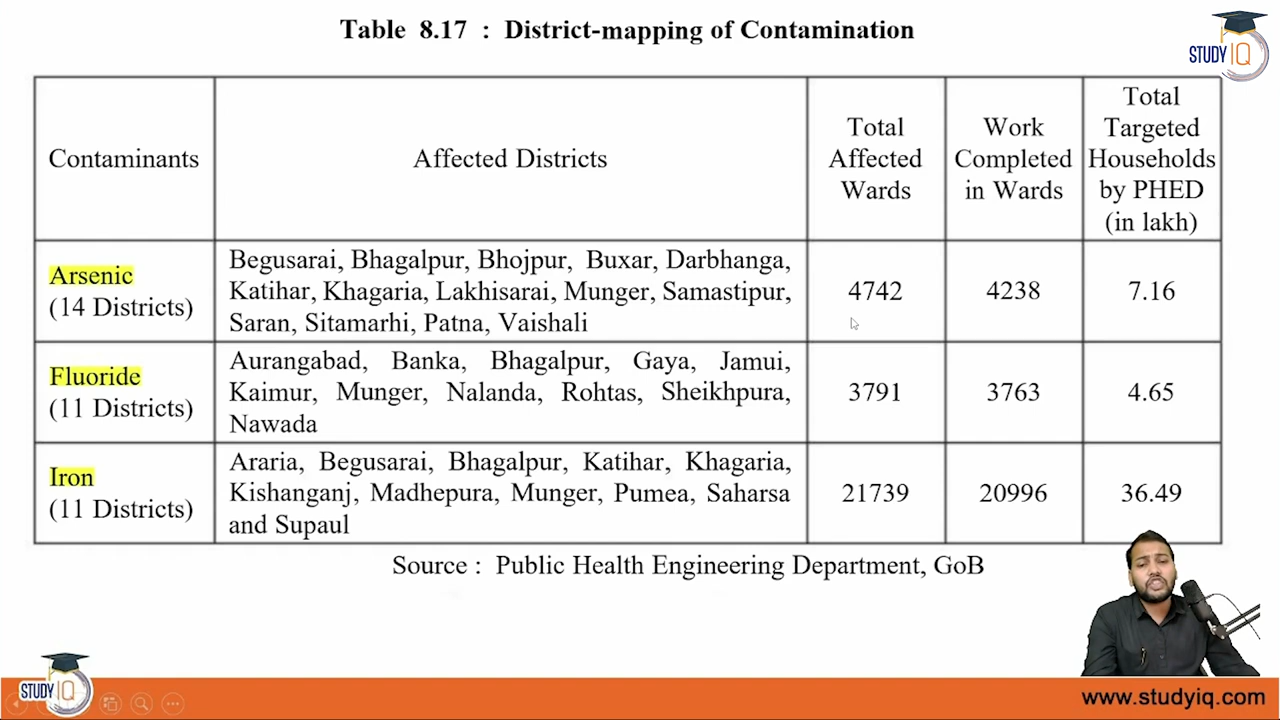 Table 8.17 : District-mapping of Contamination
STUDY IQ
Contaminants
Affected Districts
Total
Affected
Wards
Work
Completed
in Wards
Total
Targeted
Households
by PHED
(in lakh)
Arsenic
(14 Districts)
Begusarai, Bhagalpur, Bhojpur, Buxar, Darbhanga,
Katihar, Khagaria, Lakhisarai, Munger, Samastipur,
Saran, Sitamarhi, Patna, Vaishali
4742
4238
7.16
Fluoride
(11 Districts)
Aurangabad, Banka, Bhagalpur, Gaya, Jamui,
Kaimur, Munger, Nalanda, Rohtas, Sheikhpura,
Nawada
3791
3763
4.65
Iron
(11 Districts)
Araria, Begusarai, Bhagalpur, Katihar, Khagaria,
Kishanganj, Madhepura, Munger, Pumea, Saharsa
and Supaul
21739
20996
36.49
Source : Public Health Engineering Department, GoB
STUDY IQ
www.studyiq.com